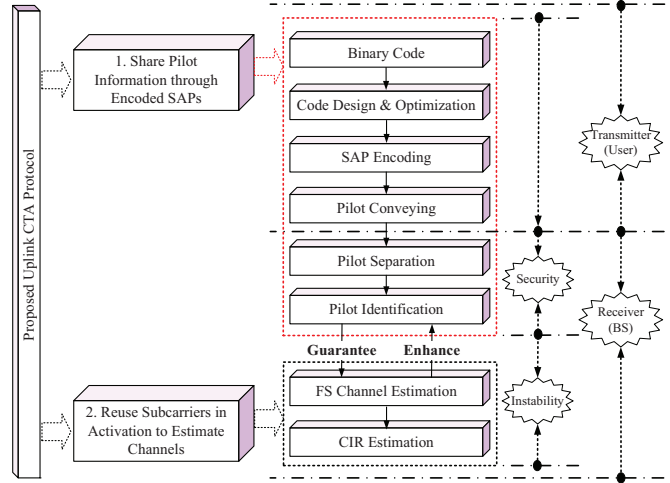 Proposed Uplink CTA Protocol
1. Share Pilot
Information through
Encoded SAPs
Binary Code
Code Design & Optimization
SAP Encoding
Pilot Conveying
Pilot Separation
Pilot Identification
Guarantee Enhance
2. Reuse Subcarriers in
Activation to Estimate
Channels
FS Channel Estimation
CIR Estimation
Transmitter
(User)
Security
Receiver
(BS)
Instability